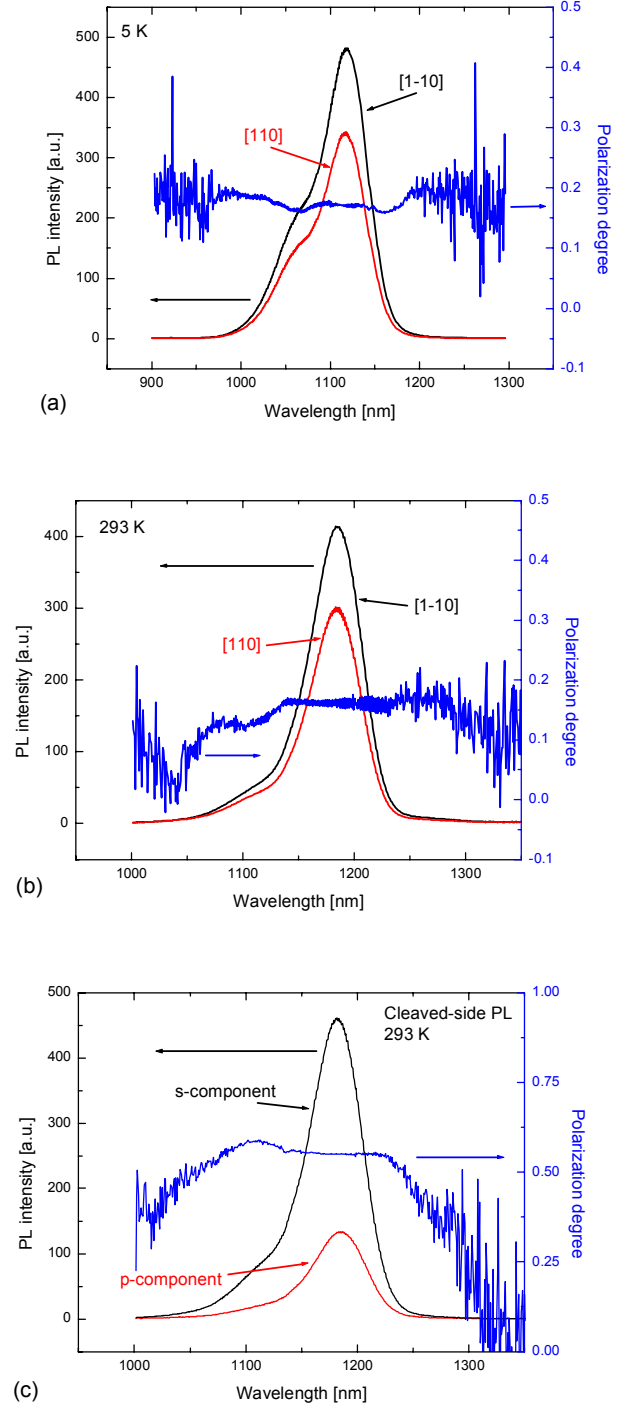 5 K
500
400
300
200
100
0
PL intensity [a.u.]
[1-10]
[110]
0.5
0.4
0.3
0.2
0.1
0.0
-0.1
Polarization degree
900 1000 1100 1200 1300
Wavelength [nm]
(a)
293 K
400
300
200
150
100
50
0
PL intensity [a.u.]
[1-10]
[110]
0.5
0.4
0.3
0.2
0.1
0.0
-0.1
Polarization degree
1000 1100 1200 1300
Wavelength [nm]
(b)
Cleaved-side PL
293 K
500
400
300
250
200
100
0
PL intensity [a.u.]
s-component
p-component
1.00
0.75
0.50
0.25
0.00
Polarization degree
1000 1100 1200 1300
Wavelength [nm]
(c)